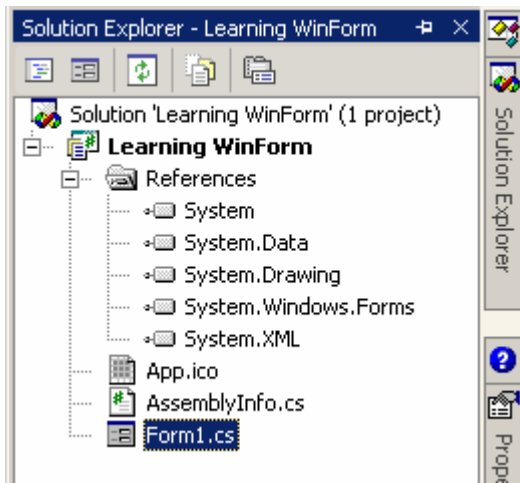 Solution Explorer - Learning WinForm
Solution 'Learning WinForm' (1 project)
Learning WinForm
References
System
System.Data
System.Drawing
System.Windows.Forms
System.XML
App.ico
AssemblyInfo.cs
Form1.cs
Solution Explorer
Prope